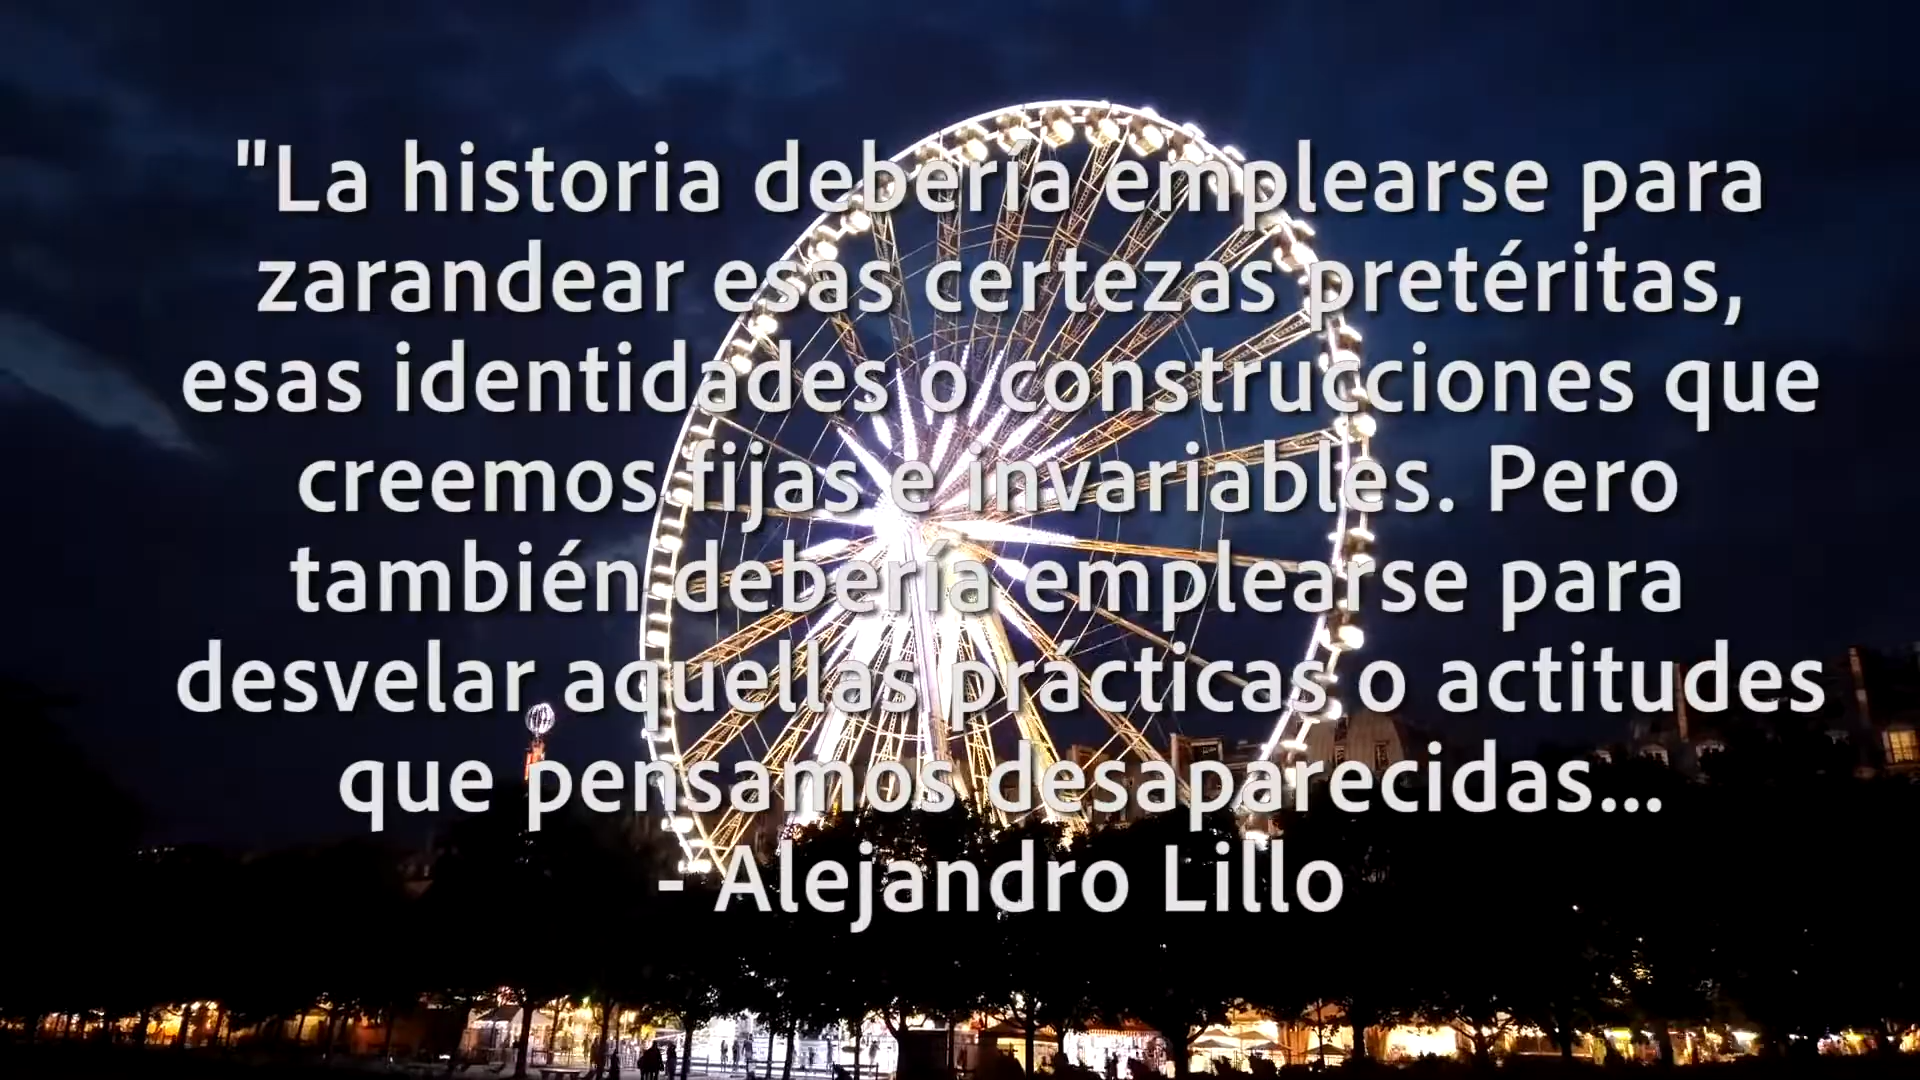 "La historia debería emplearse para
zarandear esas certezas pretéritas,
esas identidades o construcciones que
creemos fijas e invariables. Pero
también debería emplearse para
desvelar aquellas prácticas o actitudes
que pensamos desaparecidas...
- Alejandro Lillo